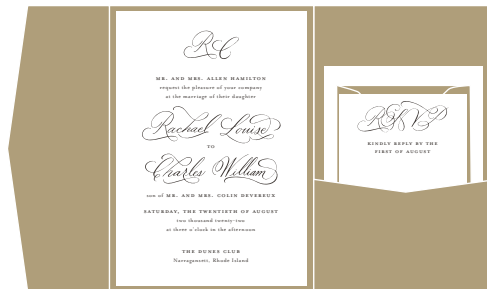 RC
MR. AND MRS. ALLEN HAMILTON
request the pleasure of your company
at the marriage of their daughter
Rachael Louise
TO
Charles William
son of MR. AND MRS. COLIN DEVEREUX
SATURDAY, THE TWENTIETH OF AUGUST
two thousand twenty-two
at three o'clock in the afternoon
THE DUNES CLUB
Narragansett, Rhode Island
RSVP
KINDLY REPLY BY THE
FIRST OF AUGUST